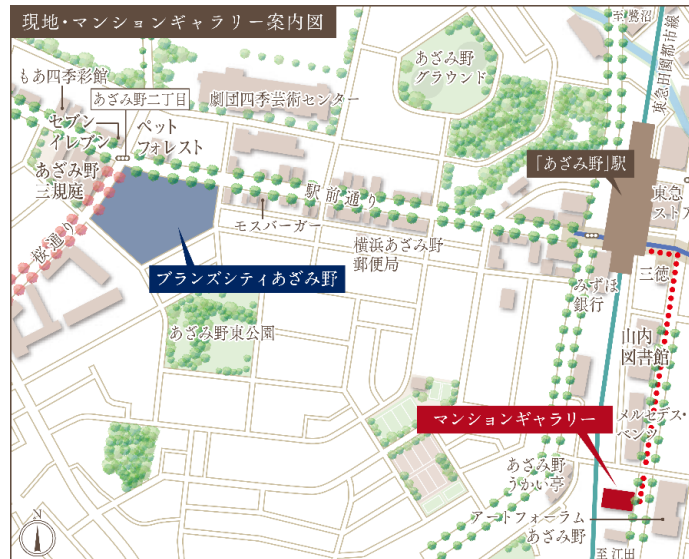 現地・マンションギャラリー案内図
至鷺沼
東急田園都市線
もあ四季彩館
あざみ野二丁目
劇団四季芸術センター
あざみ野
グラウンド
セブン
イレブン
ペット
フォレスト
あざみ野
三規庭
「あざみ野」駅
東急
ストア
駅前通り
桜通り
モスバーガー
横浜あざみ野
郵便局
三徳
ブランズシティあざみ野
みずほ
銀行
あざみ野東公園
山内
図書館
マンションギャラリー
メルセデス・
ベンツ
あざみ野
うかい亭
アートフォーラム
あざみ野
至江田
N